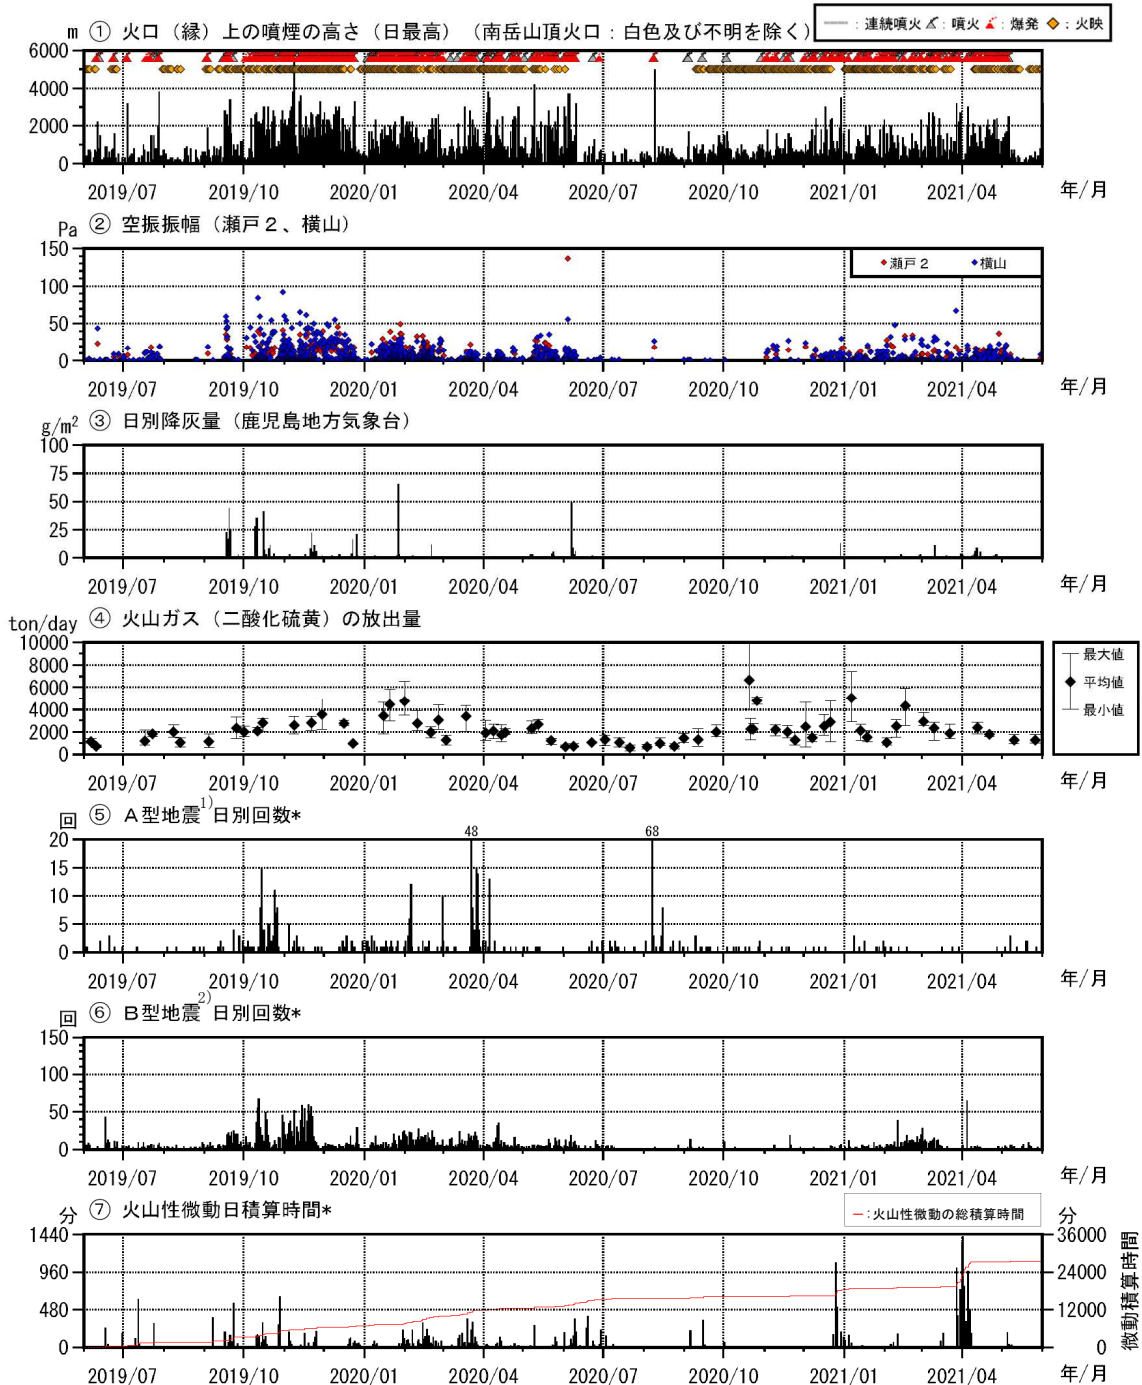 m ① 火口（縁）上の噴煙の高さ（日最高）（南岳山頂火口：白色及び不明を除く）
：連続噴火 ：噴火 ：爆発 ：火映
6000
4000
2000
0
2019/07 2019/10 2020/01 2020/04 2020/07 2020/10 2021/01 2021/04 年/月
Pa ② 空振振幅（瀬戸２、横山）
瀬戸２ 横山
150
100
50
0
2019/07 2019/10 2020/01 2020/04 2020/07 2020/10 2021/01 2021/04 年/月
g/m² ③ 日別降灰量（鹿児島地方気象台）
100
75
50
25
0
2019/07 2019/10 2020/01 2020/04 2020/07 2020/10 2021/01 2021/04 年/月
ton/day ④ 火山ガス（二酸化硫黄）の放出量
10000
8000
6000
4000
2000
0
最大値
平均値
最小値
2019/07 2019/10 2020/01 2020/04 2020/07 2020/10 2021/01 2021/04 年/月
回 ⑤ Ａ型地震1)日別回数*
48 68
20
15
10
5
0
2019/07 2019/10 2020/01 2020/04 2020/07 2020/10 2021/01 2021/04 年/月
回 ⑥ Ｂ型地震2)日別回数*
150
100
50
0
2019/07 2019/10 2020/01 2020/04 2020/07 2020/10 2021/01 2021/04 年/月
分 ⑦ 火山性微動日積算時間*
：火山性微動の総積算時間 分
1440 36000
960 24000
480 12000
0 0
微動積算時間
2019/07 2019/10 2020/01 2020/04 2020/07 2020/10 2021/01 2021/04 年/月